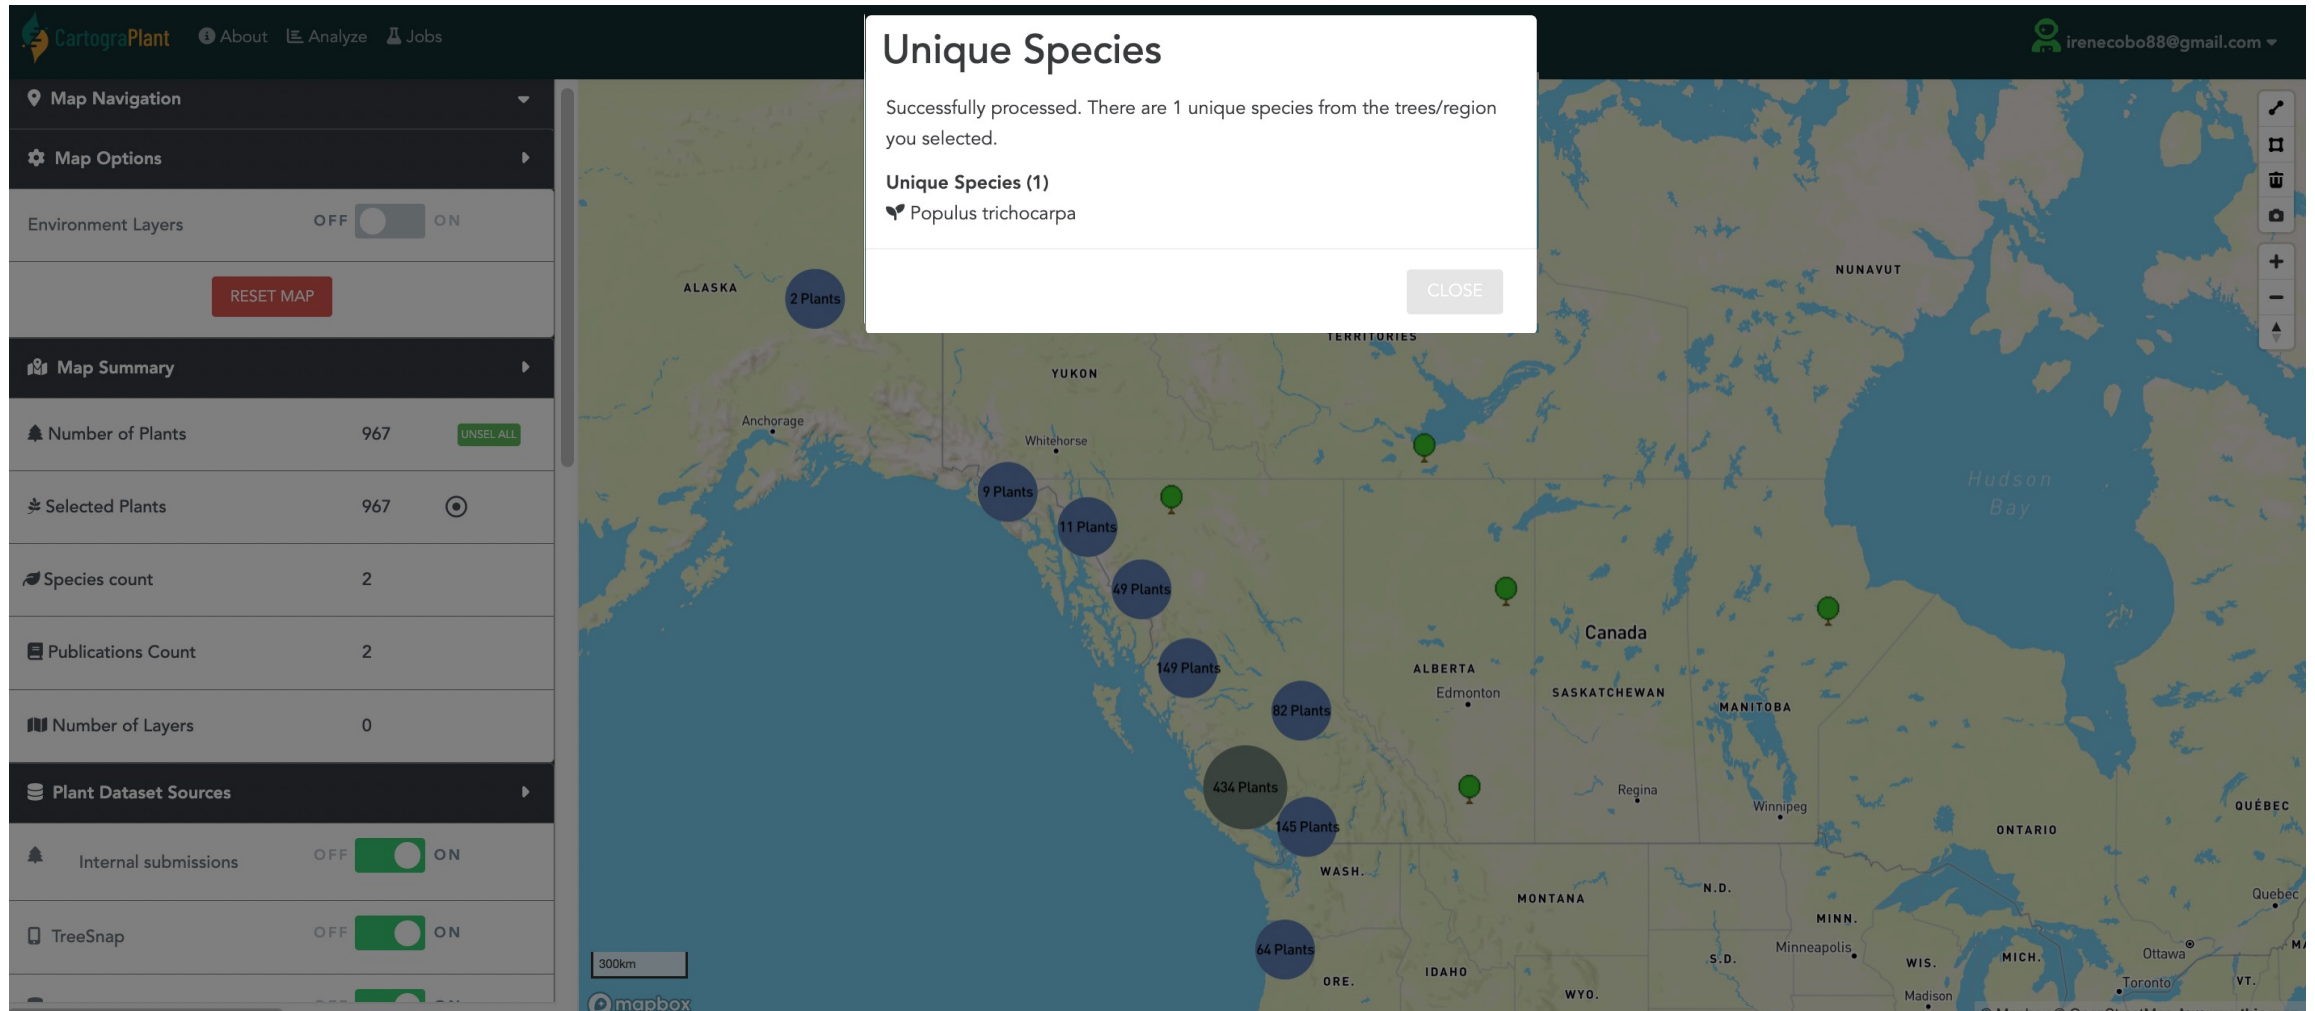 CartograPlant
About
Analyze
Jobs
irenecobo88@gmail.com
Unique Species
Successfully processed. There are 1 unique species from the trees/region
you selected.
Unique Species (1)
Populus trichocarpa
CLOSE
Map Navigation
Map Options
Environment Layers OFF ON
RESET MAP
Map Summary
Number of Plants 967 UNSEL ALL
Selected Plants 967
Species count 2
Publications Count 2
Number of Layers 0
Plant Dataset Sources
Internal submissions OFF ON
TreeSnap OFF ON
ALASKA
2 Plants
NUNAVUT
TERRITORIES
YUKON
Anchorage
Whitehorse
9 Plants
Hudson
Bay
11 Plants
49 Plants
Canada
149 Plants
ALBERTA
Edmonton
SASKATCHEWAN
82 Plants
MANITOBA
434 Plants
Regina
Winnipeg
QUÉBEC
145 Plants
ONTARIO
WASH.
MONTANA
N.D.
Quebec
MINN.
64 Plants
Minneapolis
Ottawa
300km
ORE.
IDAHO
S.D.
WIS.
MICH.
Toronto
VT.
WYO.
Madison
mapbox